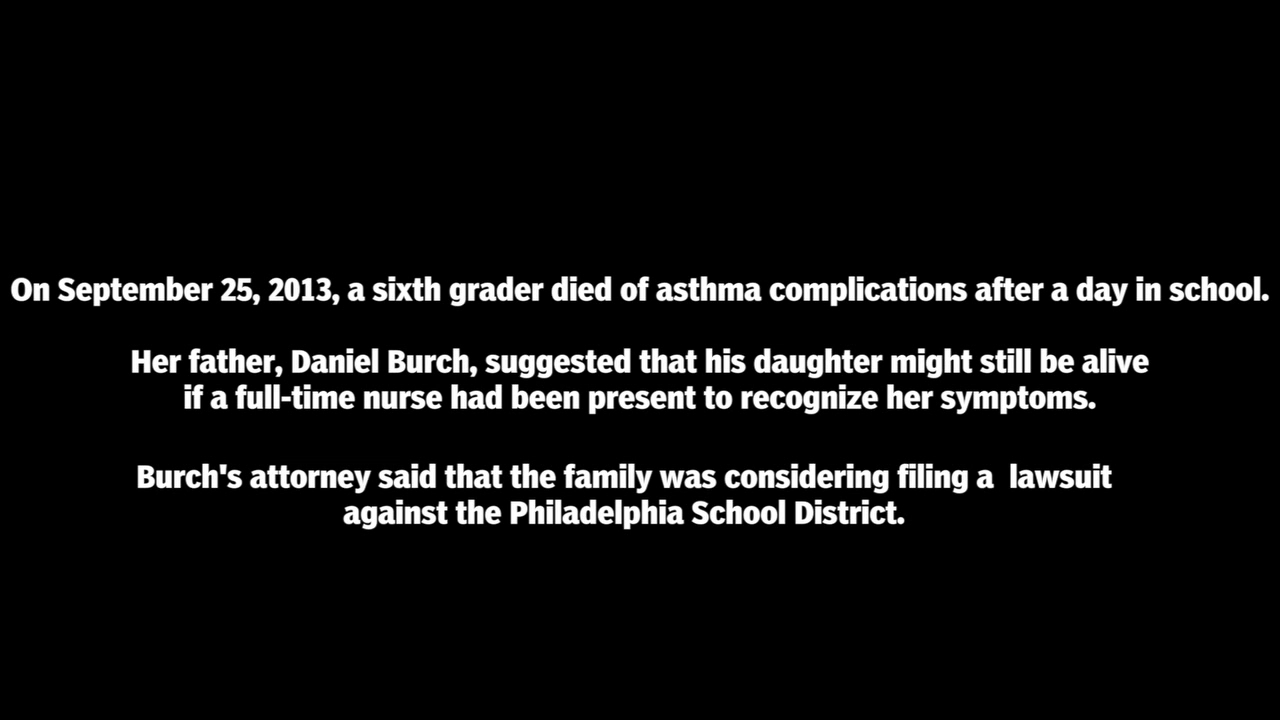 On September 25, 2013, a sixth grader died of asthma complications after a day in school.
Her father, Daniel Burch, suggested that his daughter might still be alive
if a full-time nurse had been present to recognize her symptoms.
Burch's attorney said that the family was considering filing a  lawsuit
against the Philadelphia School District.